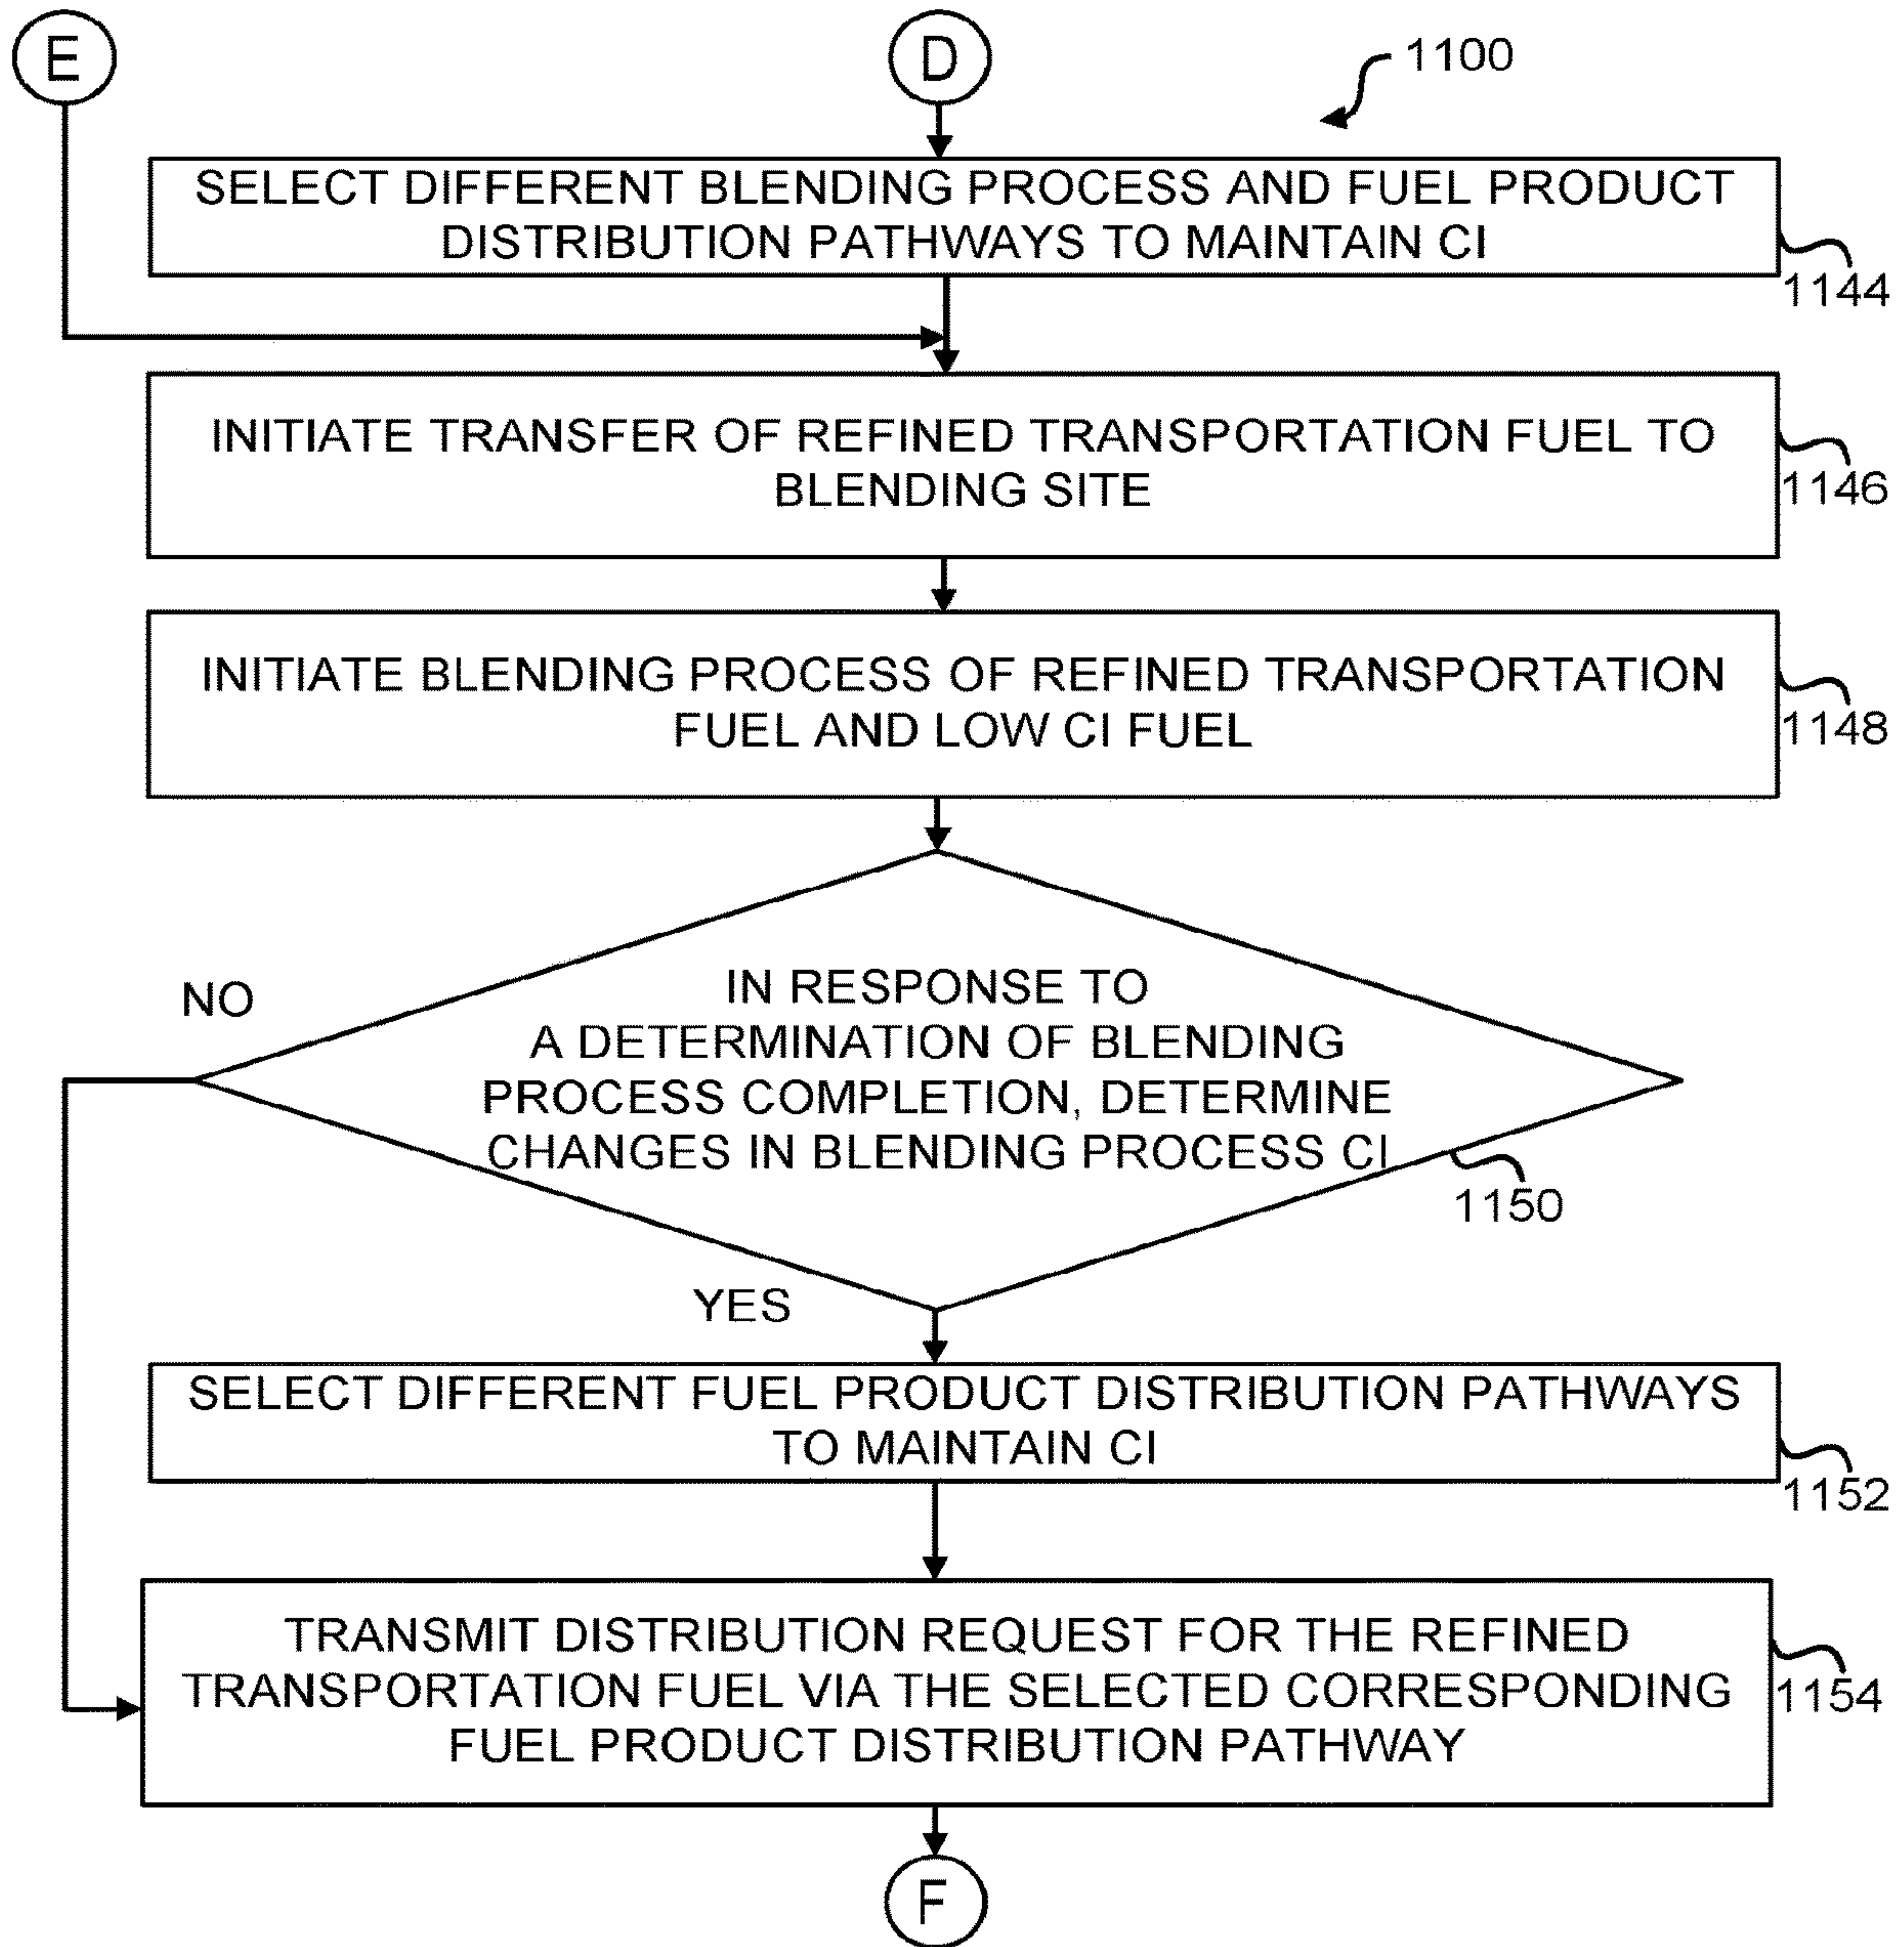 E
D
1100
SELECT DIFFERENT BLENDING PROCESS AND FUEL PRODUCT
DISTRIBUTION PATHWAYS TO MAINTAIN CI
1144
INITIATE TRANSFER OF REFINED TRANSPORTATION FUEL TO
BLENDING SITE
1146
INITIATE BLENDING PROCESS OF REFINED TRANSPORTATION
FUEL AND LOW CI FUEL
1148
NO
IN RESPONSE TO
A DETERMINATION OF BLENDING
PROCESS COMPLETION, DETERMINE
CHANGES IN BLENDING PROCESS CI
1150
YES
SELECT DIFFERENT FUEL PRODUCT DISTRIBUTION PATHWAYS
TO MAINTAIN CI
1152
TRANSMIT DISTRIBUTION REQUEST FOR THE REFINED
TRANSPORTATION FUEL VIA THE SELECTED CORRESPONDING
FUEL PRODUCT DISTRIBUTION PATHWAY
1154
F